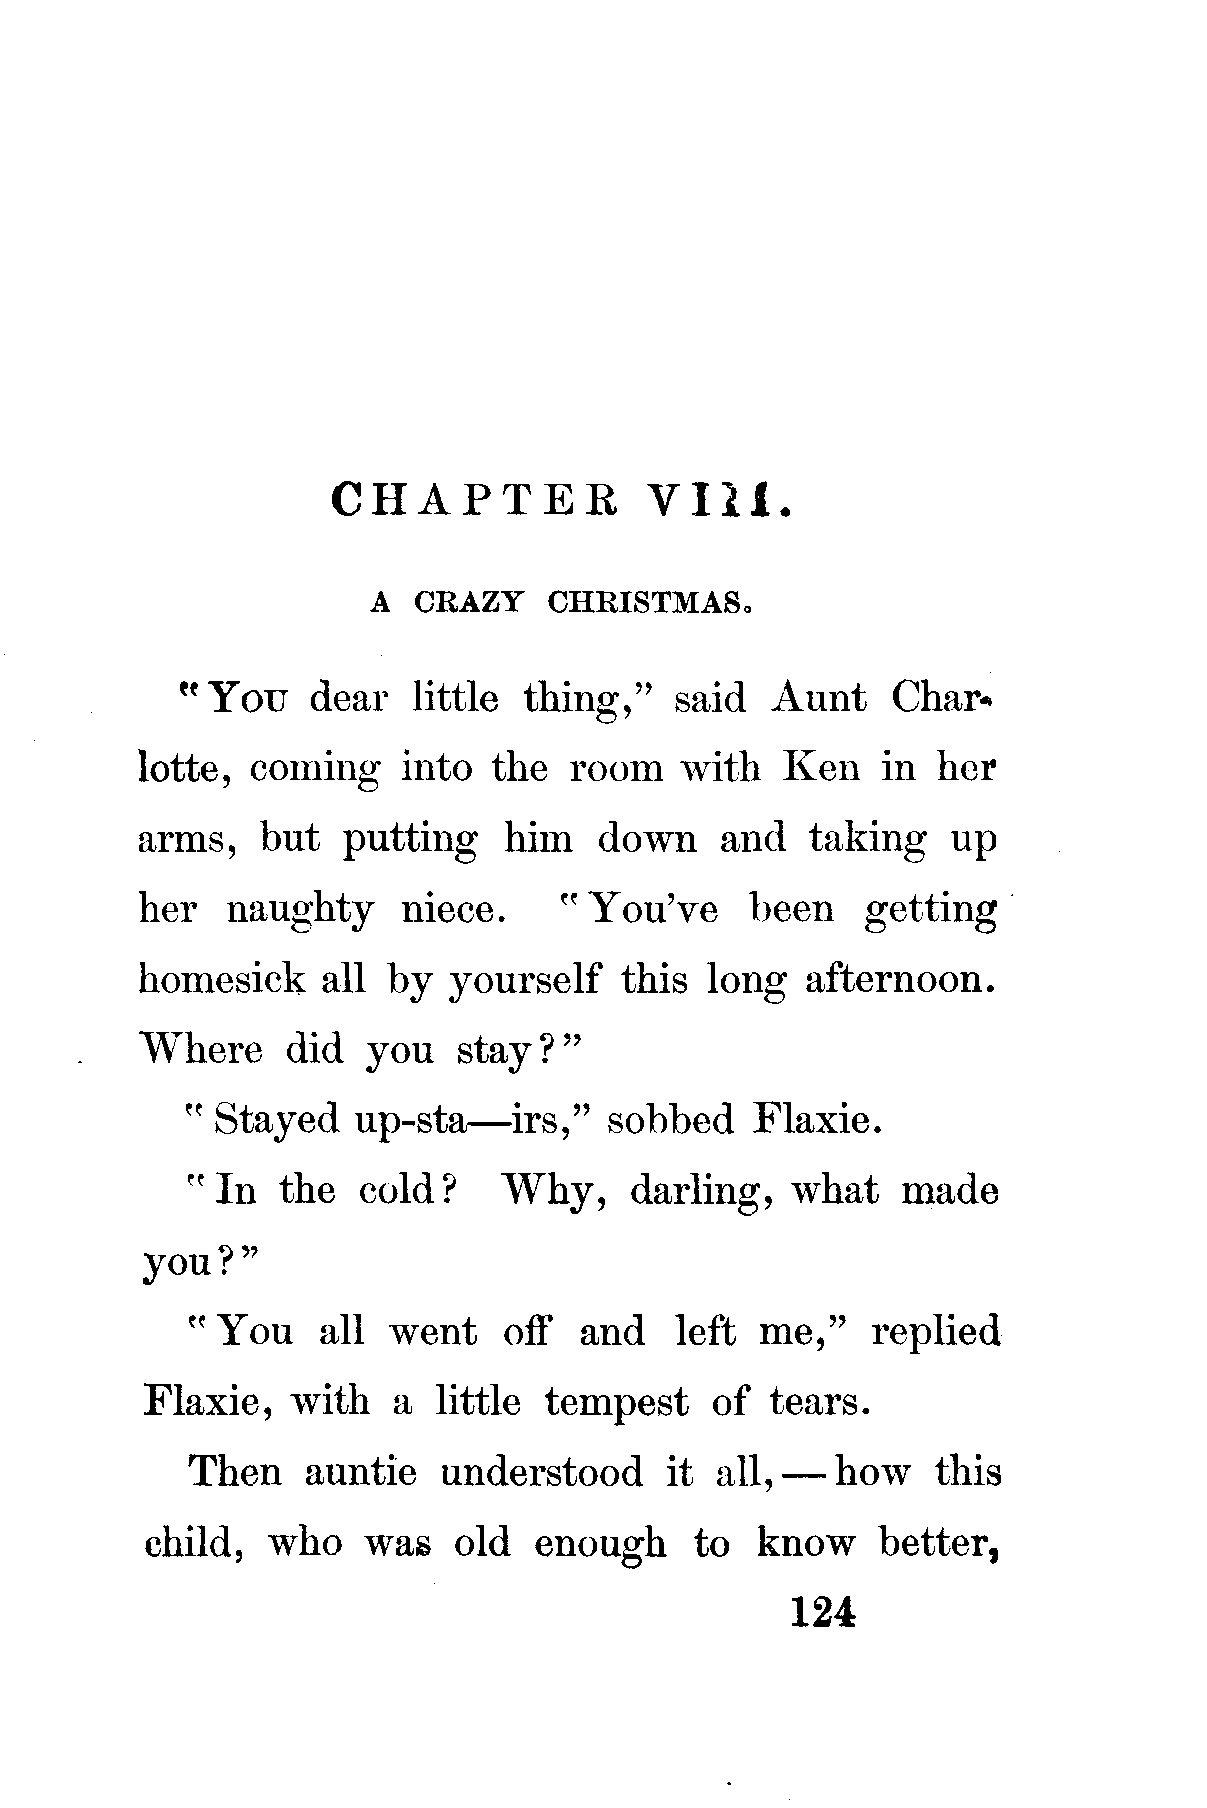 CHAPTER VIII.
A CRAZY CHRISTMAS.
"YOU dear little thing," said Aunt Char-
lotte, coming into the room with Ken in her
arms, but putting him down and taking up
her naughty niece. "You've been getting
homesick all by yourself this long afternoon.
Where did you stay?"
"Stayed up-sta—irs," sobbed Flaxie.
"In the cold? Why, darling, what made
you?"
"You all went off and left me," replied
Flaxie, with a little tempest of tears.
Then auntie understood it all,—how this
child, who was old enough to know better,
124